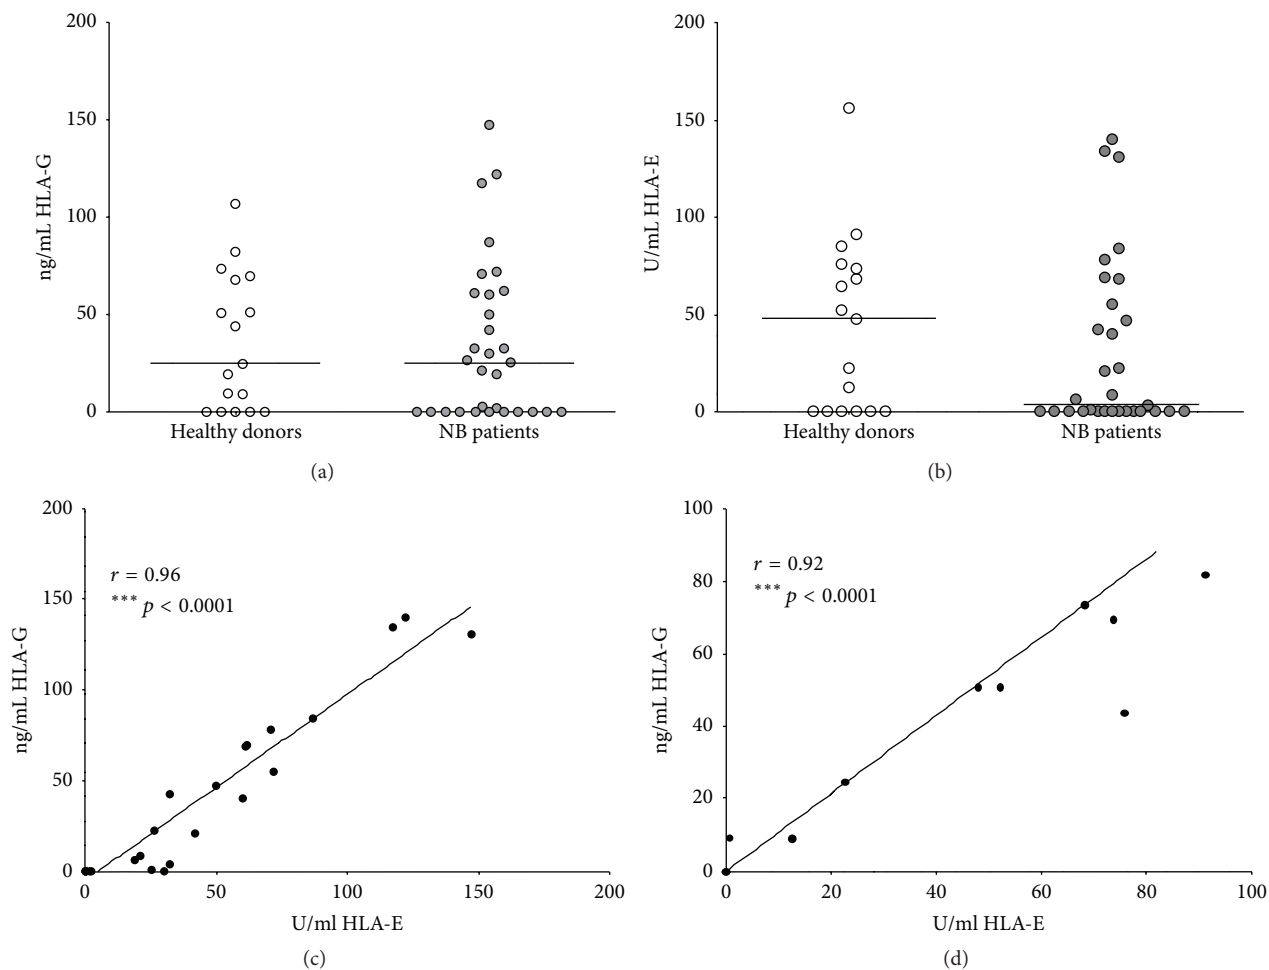 200
150
100
50
0
ng/mL HLA-G
Healthy donors
NB patients
(a)
200
150
100
50
0
U/mL HLA-E
Healthy donors
NB patients
(b)
200
150
100
50
0
ng/mL HLA-G
r = 0.96
*** p < 0.0001
0
50
100
150
200
U/ml HLA-E
(c)
100
80
60
40
20
0
ng/mL HLA-G
r = 0.92
*** p < 0.0001
0
20
40
60
80
100
U/ml HLA-E
(d)